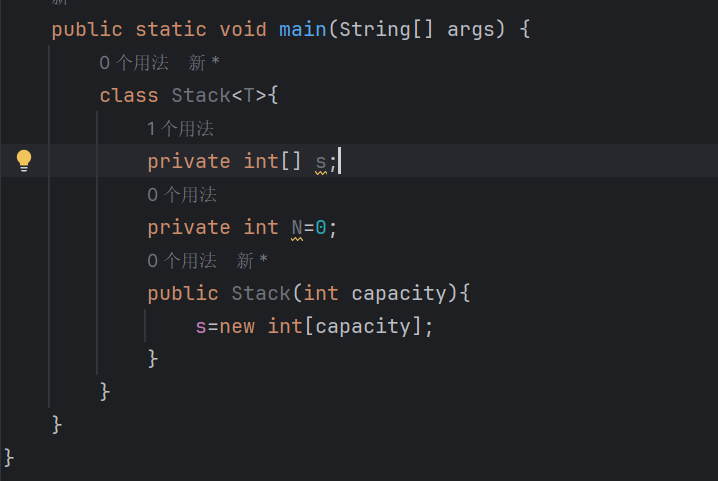 新
public static void main(String[] args) {
0 个用法 新 *
class Stack<T>{
1 个用法
private int[] s;
0 个用法
private int N=0;
0 个用法 新 *
public Stack(int capacity){
s=new int[capacity];
}
}
}
}